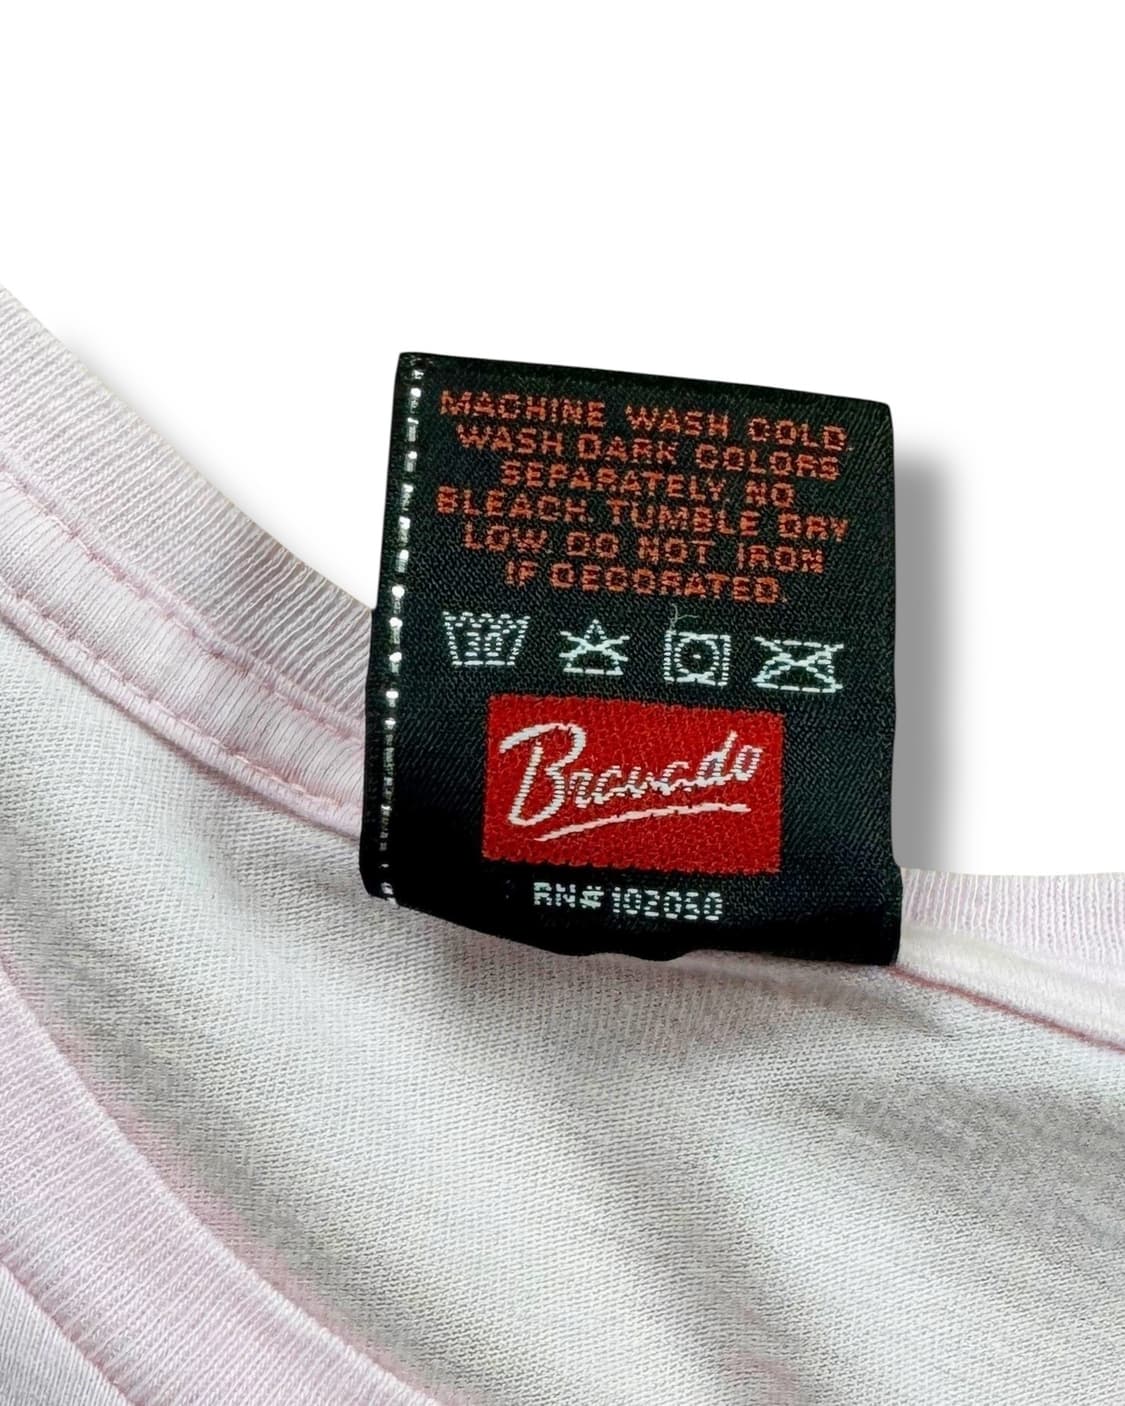 MACHINE WASH COLD.
WASH DARK COLORS
SEPARATELY NO
BLEACH. TUMBLE DRY
LOW. DO NOT IRON
IF DECORATED.
30°
Bravado
RN#102050